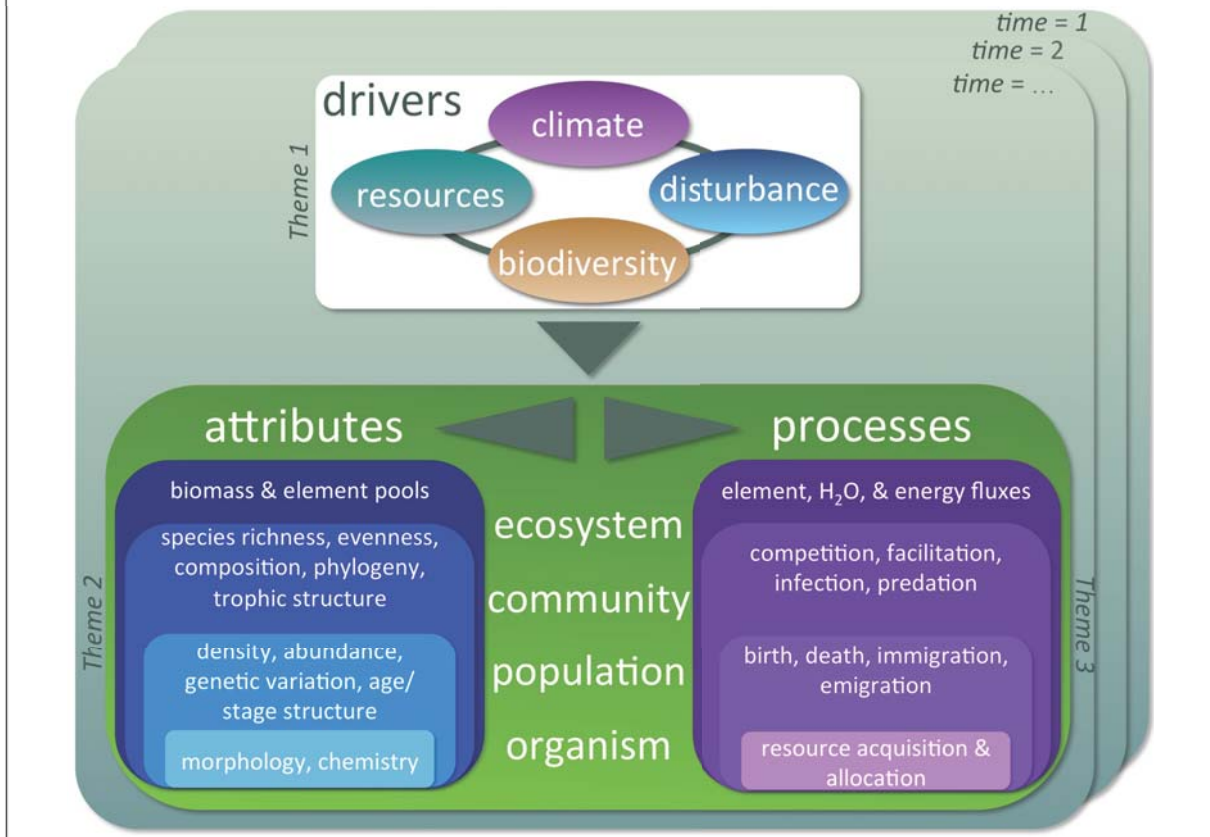 time = 1
time = 2
time = ...
drivers
climate
resources
disturbance
biodiversity
Theme 1
attributes
processes
biomass & element pools
species richness, evenness,
composition, phylogeny,
trophic structure
density, abundance,
genetic variation, age/
stage structure
morphology, chemistry
ecosystem
community
population
organism
element, H₂O, & energy fluxes
competition, facilitation,
infection, predation
birth, death, immigration,
emigration
resource acquisition &
allocation
Theme 2
Theme 3